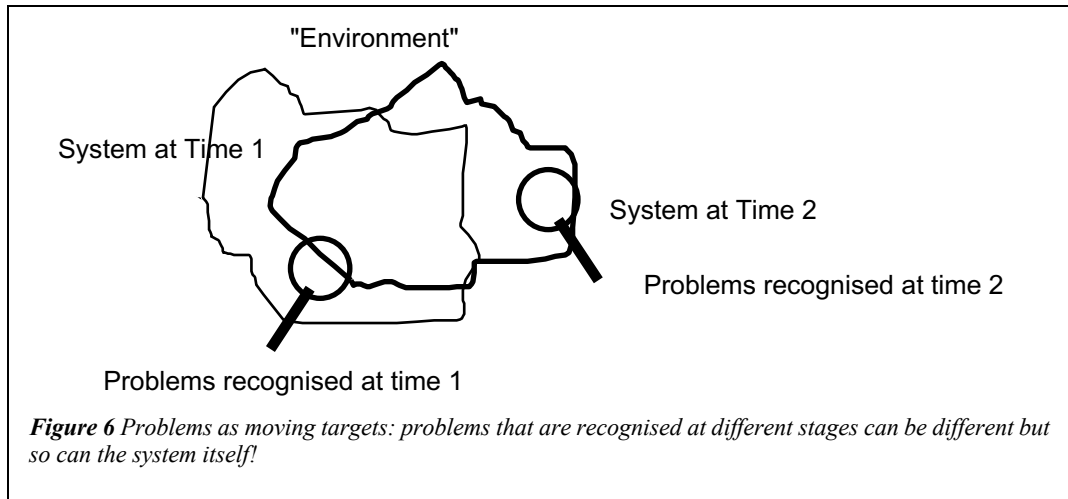 "Environment"
System at Time 1
System at Time 2
Problems recognised at time 2
Problems recognised at time 1
Figure 6 Problems as moving targets: problems that are recognised at different stages can be different but
so can the system itself!